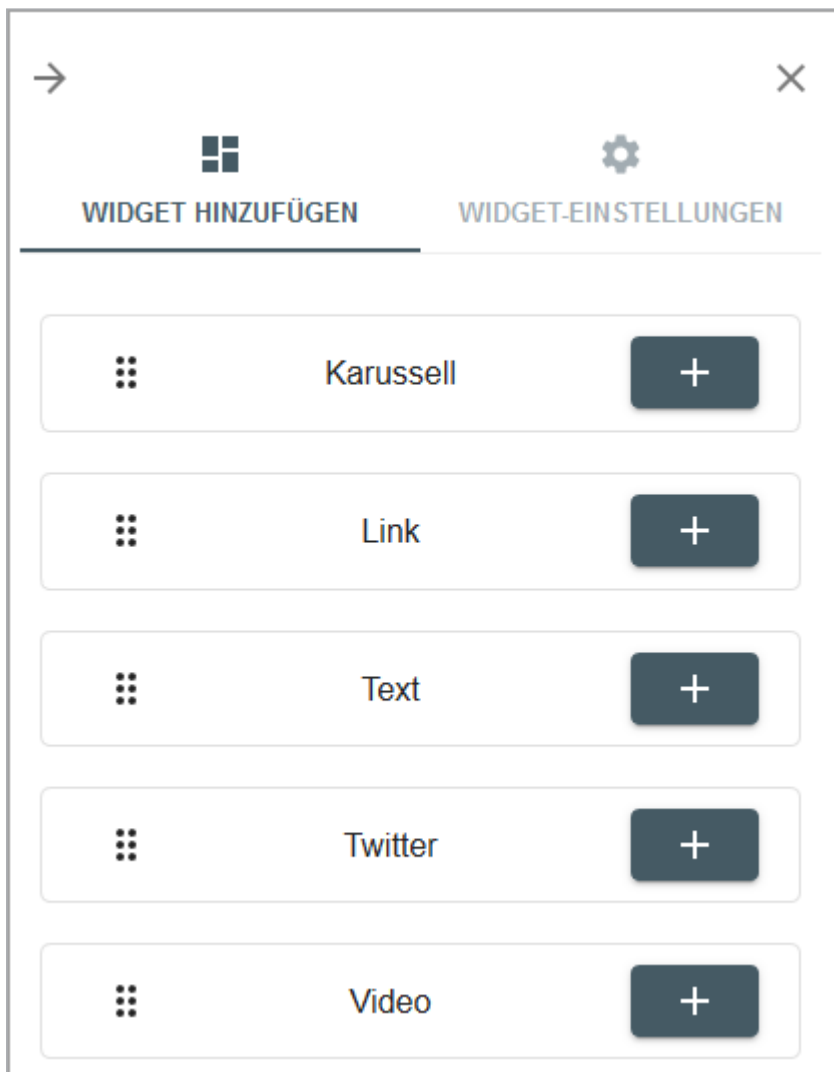 WIDGET HINZUFÜGEN
WIDGET-EINSTELLUNGEN
Karussell
Link
Text
Twitter
Video